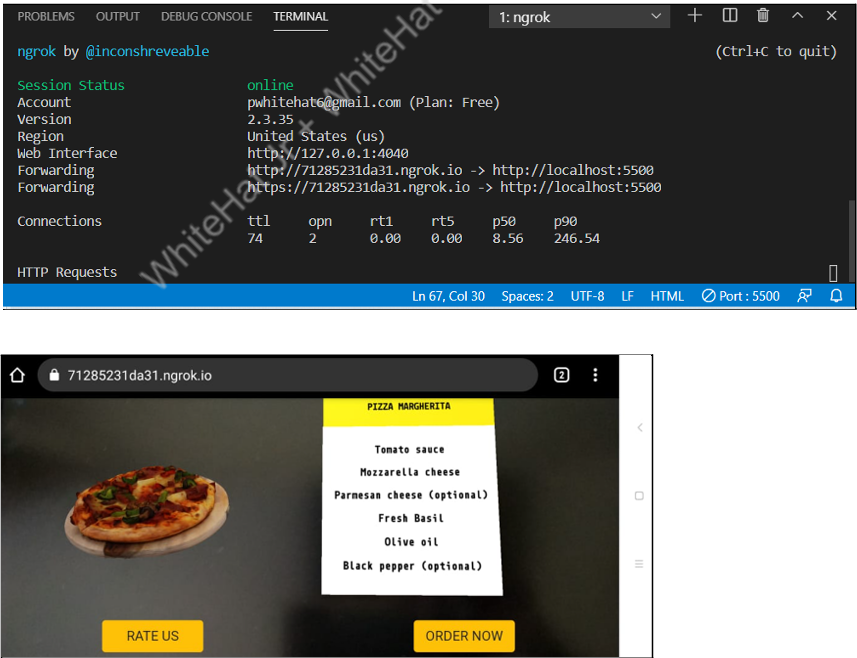 PROBLEMS OUTPUT DEBUG CONSOLE TERMINAL 1: ngrok
ngrok by @inconshreveable (Ctrl+C to quit)
Session Status online
Account pwhitehat6@gmail.com (Plan: Free)
Version 2.3.35
Region United States (us)
Web Interface http://127.0.0.1:4040
Forwarding http://71285231da31.ngrok.io -> http://localhost:5500
Forwarding https://71285231da31.ngrok.io -> http://localhost:5500
Connections ttl opn rt1 rt5 p50 p90
74 2 0.00 0.00 8.56 246.54
HTTP Requests
WhiteHat Jr + WhiteHat
Ln 67, Col 30 Spaces: 2 UTF-8 LF HTML Port : 5500
71285231da31.ngrok.io 2
PIZZA MARGHERITA
Tomato sauce
Mozzarella cheese
Parmesan cheese (optional)
Fresh Basil
Olive oil
Black pepper (optional)
RATE US ORDER NOW